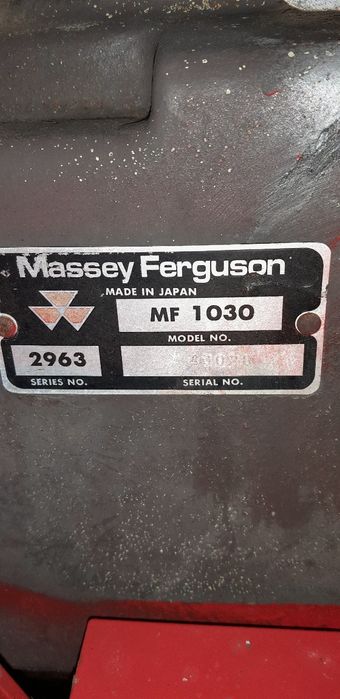 Massey Ferguson
MADE IN JAPAN
MF 1030
MODEL NO.
2963
SERIES NO.
SERIAL NO.